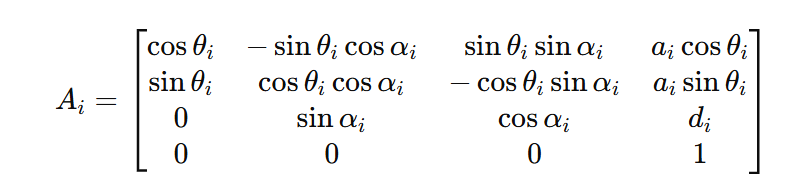 A_i = [ cos θ_i   − sin θ_i cos α_i   sin θ_i sin α_i   a_i cos θ_i
sin θ_i   cos θ_i cos α_i   − cos θ_i sin α_i   a_i sin θ_i
0   sin α_i   cos α_i   d_i
0   0   0   1 ]